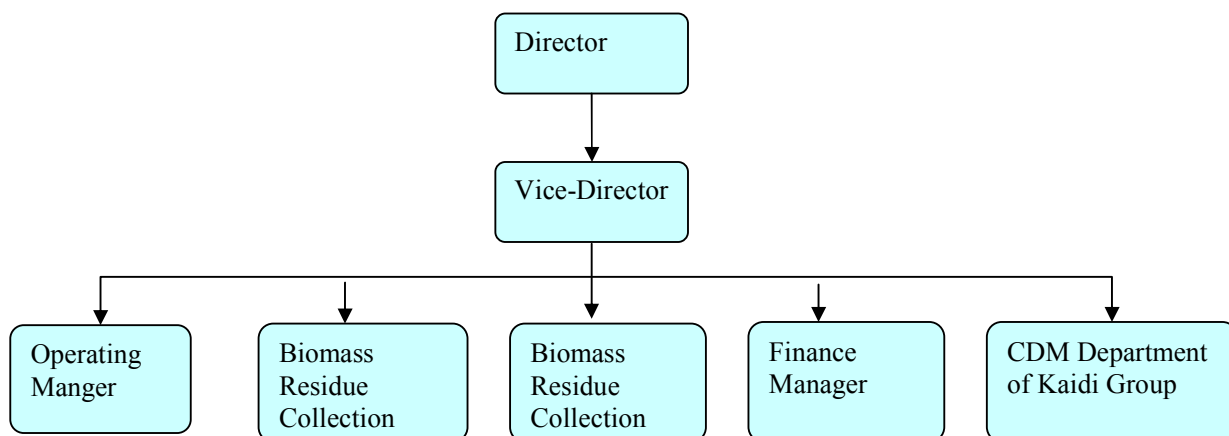 Director
Vice-Director
Operating
Manger
Biomass
Residue
Collection
Biomass
Residue
Collection
Finance
Manager
CDM Department
of Kaidi Group